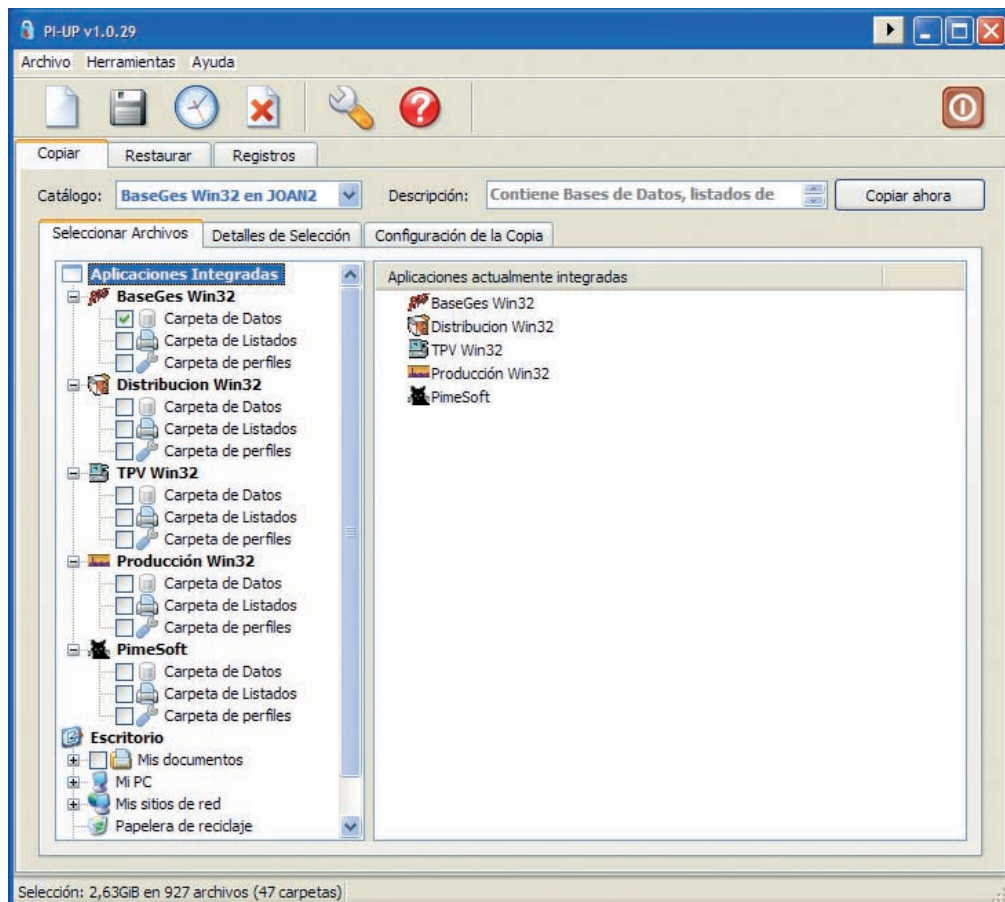 PI-UP v1.0.29
Archivo Herramientas Ayuda
Copiar Restaurar Registros
Catálogo: BaseGes Win32 en JOAN2 Descripción: Contiene Bases de Datos, listados de Copiar ahora
Seleccionar Archivos Detalles de Selección Configuración de la Copia
Aplicaciones Integradas
BaseGes Win32
Carpeta de Datos
Carpeta de Listados
Carpeta de perfiles
Distribucion Win32
Carpeta de Datos
Carpeta de Listados
Carpeta de perfiles
TPV Win32
Carpeta de Datos
Carpeta de Listados
Carpeta de perfiles
Producción Win32
Carpeta de Datos
Carpeta de Listados
Carpeta de perfiles
PimeSoft
Carpeta de Datos
Carpeta de Listados
Carpeta de perfiles
Escritorio
Mis documentos
Mi PC
Mis sitios de red
Papelera de reciclaje
Aplicaciones actualmente integradas
BaseGes Win32
Distribucion Win32
TPV Win32
Producción Win32
PimeSoft
Selección: 2,63GiB en 927 archivos (47 carpetas)